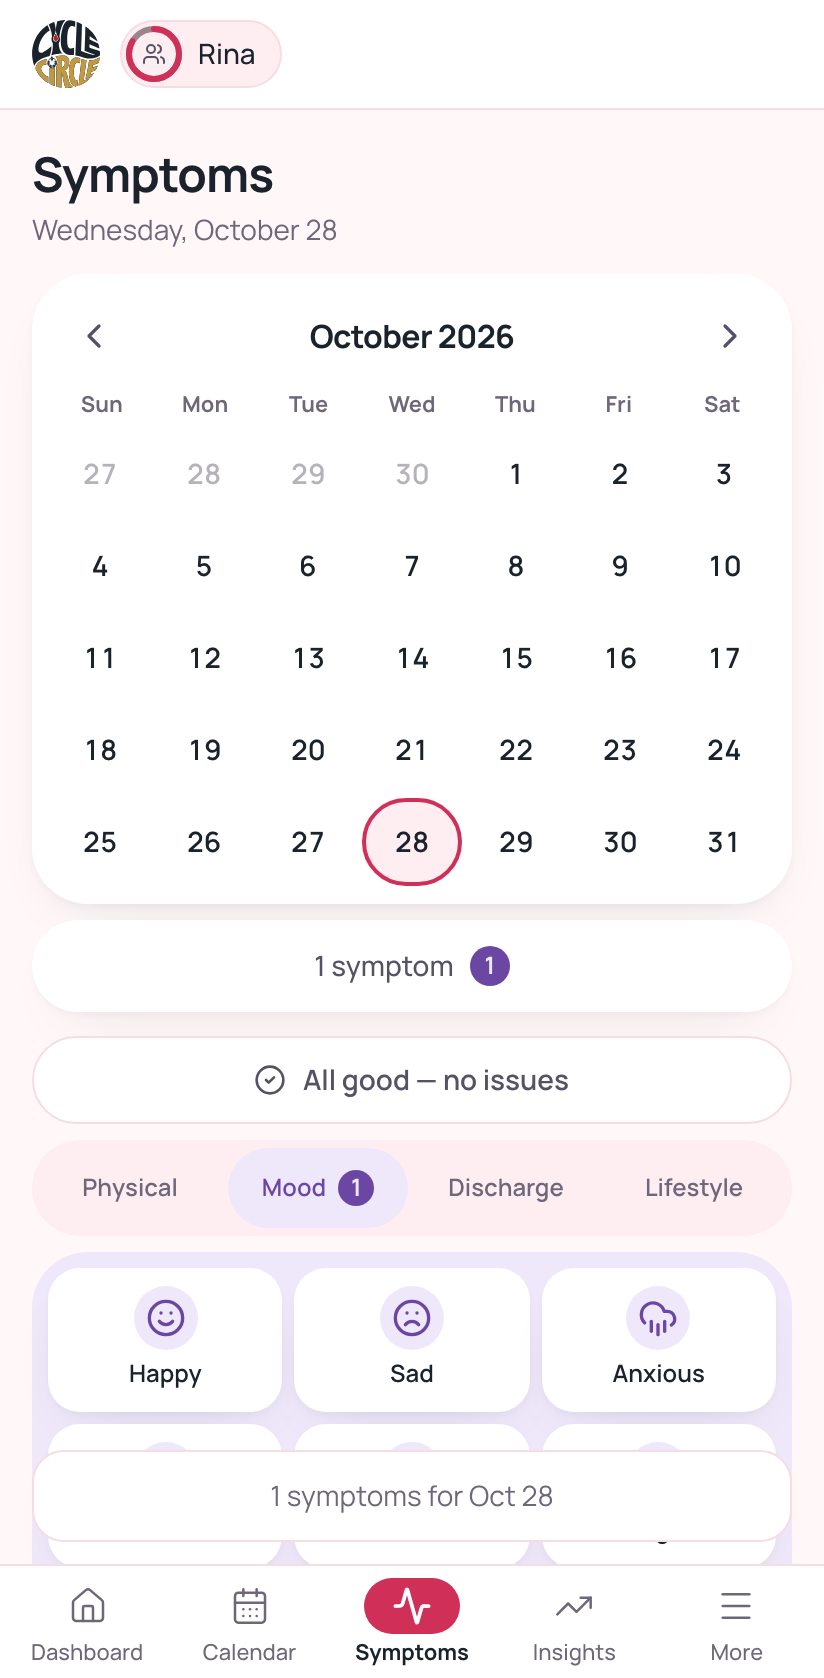 CYCLE
CIRCLE
Rina
Symptoms
Wednesday, October 28
October 2026
Sun Mon Tue Wed Thu Fri Sat
27 28 29 30 1 2 3
4 5 6 7 8 9 10
11 12 13 14 15 16 17
18 19 20 21 22 23 24
25 26 27 28 29 30 31
1 symptom 1
All good — no issues
Physical Mood 1 Discharge Lifestyle
Happy Sad Anxious
1 symptoms for Oct 28
Dashboard Calendar Symptoms Insights More